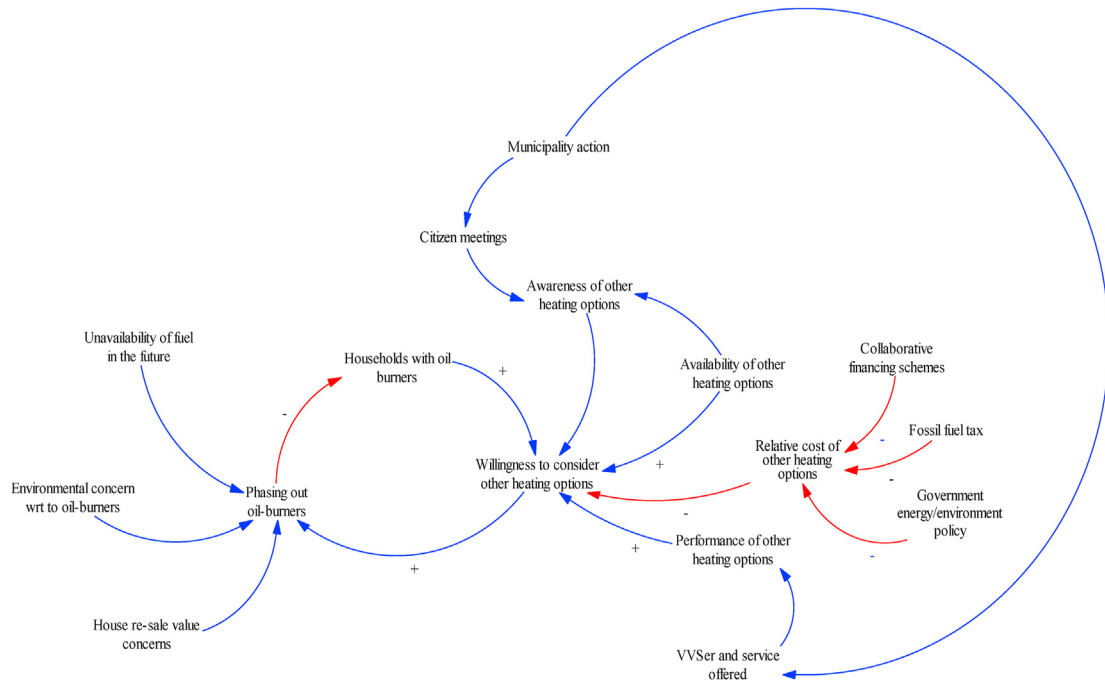 Municipality action
Citizen meetings
Awareness of other
heating options
Unavailability of fuel
in the future
Households with oil
burners
+
-
Availability of other
heating options
Collaborative
financing schemes
-
Fossil fuel tax
-
Relative cost of
other heating
options
Willingness to consider
other heating options
+
-
Environmental concern
wrt to oil-burners
Phasing out
oil-burners
Government
energy/environment
policy
-
Performance of other
heating options
+
+
House re-sale value
concerns
VVSer and service
offered